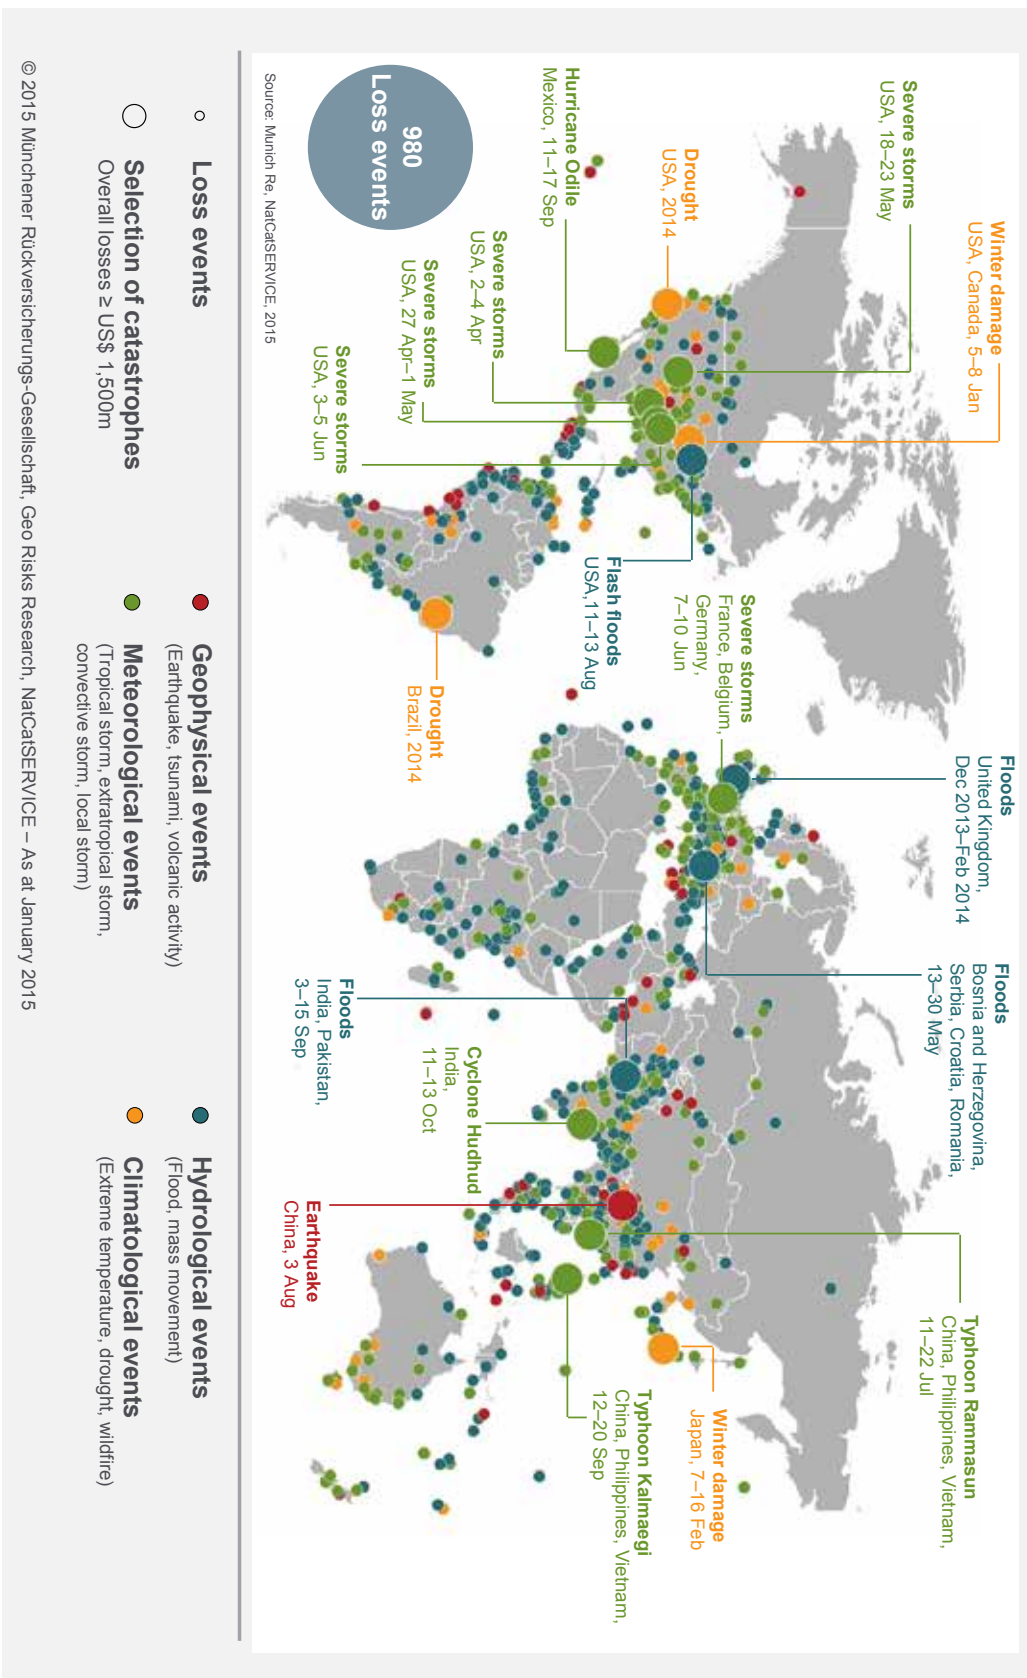 Severe storms
USA, 18–23 May
Winter damage
USA, Canada, 5–8 Jan
Drought
USA, 2014
Hurricane Odile
Mexico, 11–17 Sep
Severe storms
USA, 2–4 Apr
Severe storms
USA, 27 Apr–1 May
Severe storms
USA, 3–5 Jun
Flash floods
USA,11–13 Aug
Severe storms
France, Belgium,
Germany,
7–10 Jun
Drought
Brazil, 2014
Floods
United Kingdom,
Dec 2013–Feb 2014
Floods
Bosnia and Herzegovina,
Serbia, Croatia, Romania,
13–30 May
Floods
India, Pakistan,
3–15 Sep
Cyclone Hudhud
India,
11–13 Oct
Earthquake
China, 3 Aug
Typhoon Rammasun
China, Philippines, Vietnam,
11–22 Jul
Winter damage
Japan, 7–16 Feb
Typhoon Kalmaegi
China, Philippines, Vietnam,
12–20 Sep
980
Loss events
Source: Munich Re, NatCatSERVICE, 2015
Loss events
Selection of catastrophes
Overall losses ≥ US$ 1,500m
Geophysical events
(Earthquake, tsunami, volcanic activity)
Meteorological events
(Tropical storm, extratropical storm,
convective storm, local storm)
Hydrological events
(Flood, mass movement)
Climatological events
(Extreme temperature, drought, wildfire)
© 2015 Münchener Rückversicherungs-Gesellschaft, Geo Risks Research, NatCatSERVICE – As at January 2015